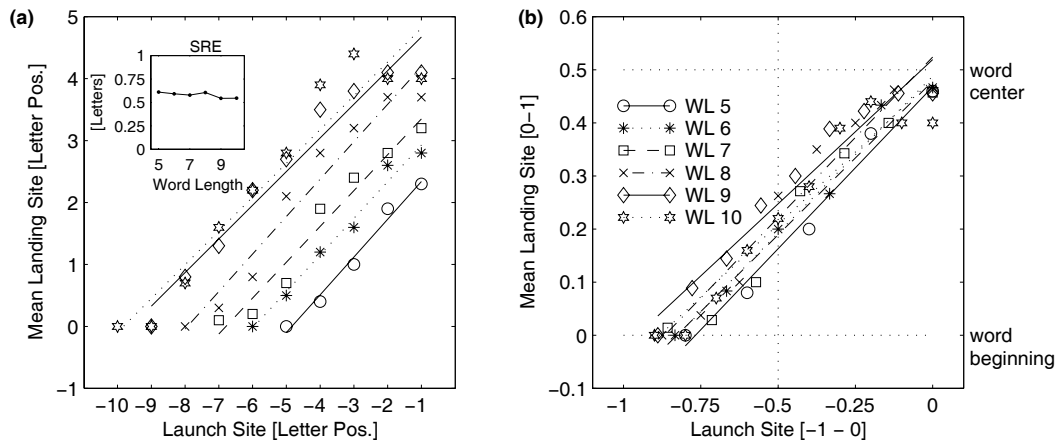 (a)
5
4
3
2
1
0
−1
Mean Landing Site [Letter Pos.]
SRE
1
0.75
0.5
0.25
0
[Letters]
5 7 9
Word Length
−10 −9 −8 −7 −6 −5 −4 −3 −2 −1
Launch Site [Letter Pos.]
(b)
0.6
0.5
0.4
0.3
0.2
0.1
0
−0.1
Mean Landing Site [0−1]
WL 5
WL 6
WL 7
WL 8
WL 9
WL 10
word
center
word
beginning
−1 −0.75 −0.5 −0.25 0
Launch Site [−1 − 0]